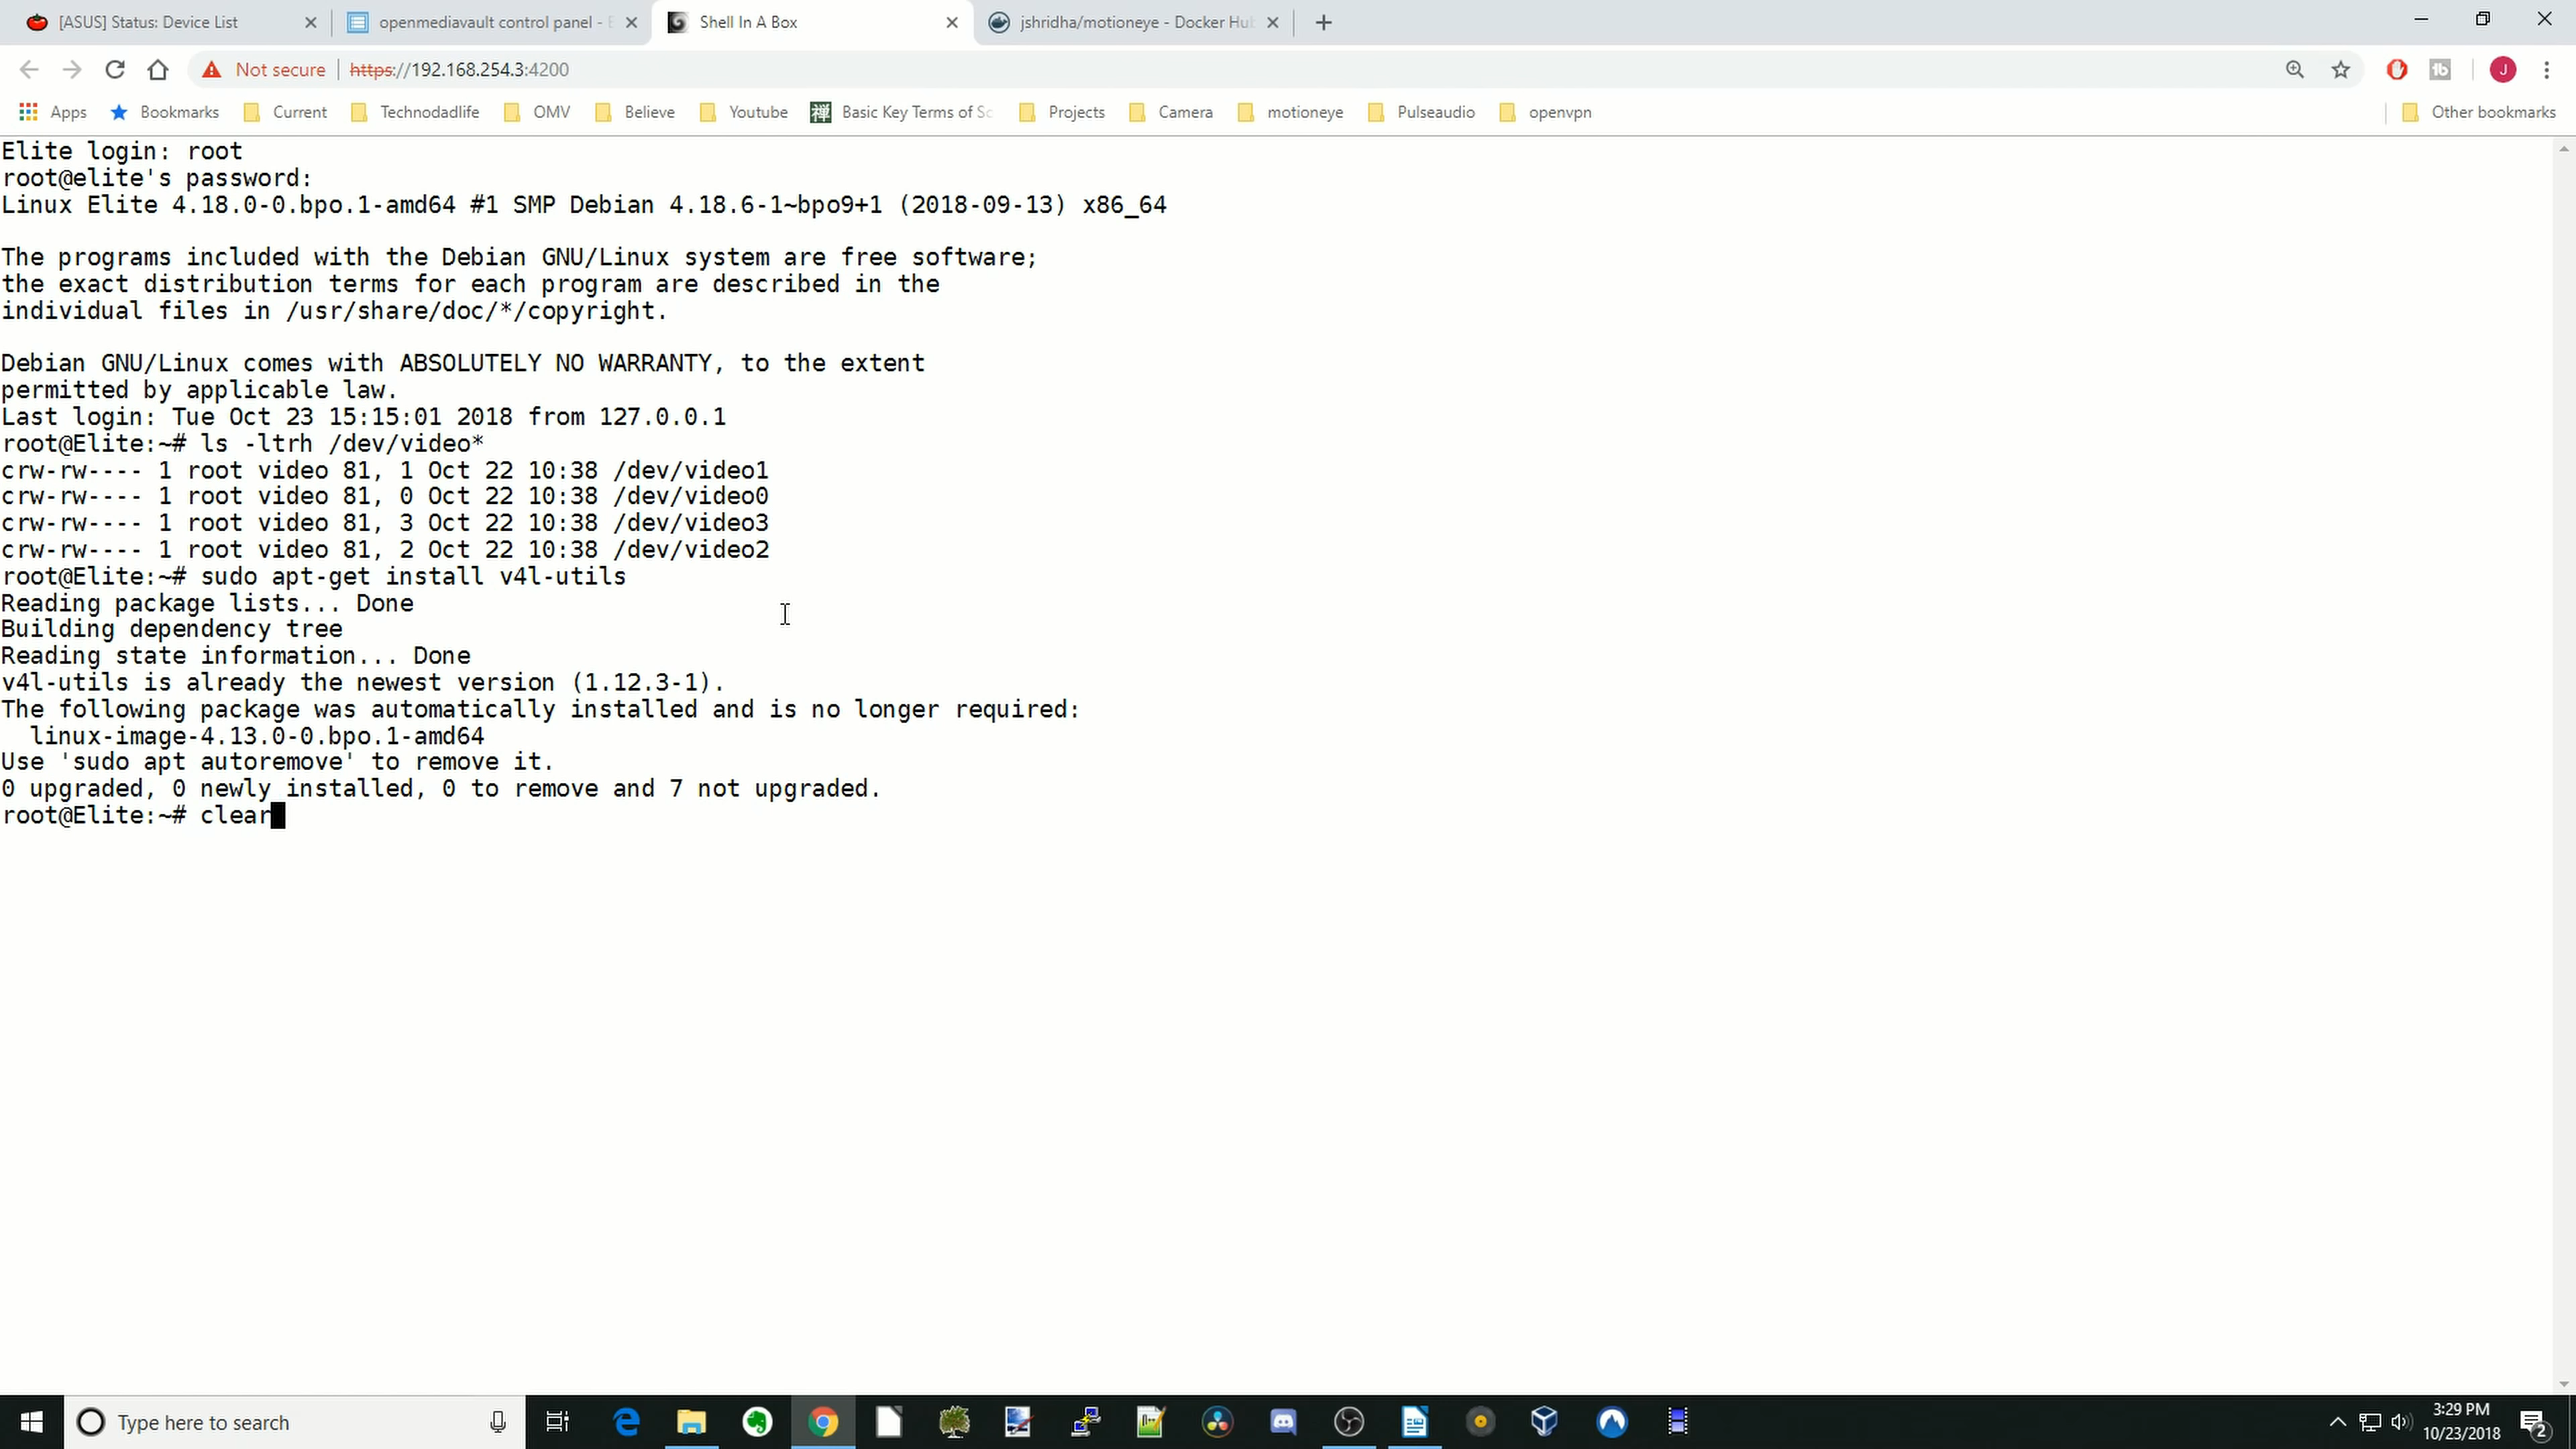 [ASUS] Status: Device List
openmediavault control panel -
Shell In A Box
jshridha/motioneye - Docker Hu
Not secure
https://192.168.254.3:4200
Apps
Bookmarks
Current
Technodadlife
OMV
Believe
Youtube
Basic Key Terms of Sc
Projects
Camera
motioneye
Pulseaudio
openvpn
Other bookmarks
Elite login: root
root@elite's password:
Linux Elite 4.18.0-0.bpo.1-amd64 #1 SMP Debian 4.18.6-1~bpo9+1 (2018-09-13) x86_64
The programs included with the Debian GNU/Linux system are free software;
the exact distribution terms for each program are described in the
individual files in /usr/share/doc/*/copyright.
Debian GNU/Linux comes with ABSOLUTELY NO WARRANTY, to the extent
permitted by applicable law.
Last login: Tue Oct 23 15:15:01 2018 from 127.0.0.1
root@Elite:~# ls -ltrh /dev/video*
crw-rw---- 1 root video 81, 1 Oct 22 10:38 /dev/video1
crw-rw---- 1 root video 81, 0 Oct 22 10:38 /dev/video0
crw-rw---- 1 root video 81, 3 Oct 22 10:38 /dev/video3
crw-rw---- 1 root video 81, 2 Oct 22 10:38 /dev/video2
root@Elite:~# sudo apt-get install v4l-utils
Reading package lists... Done
Building dependency tree
Reading state information... Done
v4l-utils is already the newest version (1.12.3-1).
The following package was automatically installed and is no longer required:
linux-image-4.13.0-0.bpo.1-amd64
Use 'sudo apt autoremove' to remove it.
0 upgraded, 0 newly installed, 0 to remove and 7 not upgraded.
root@Elite:~# clear
Type here to search
3:29 PM
10/23/2018
2